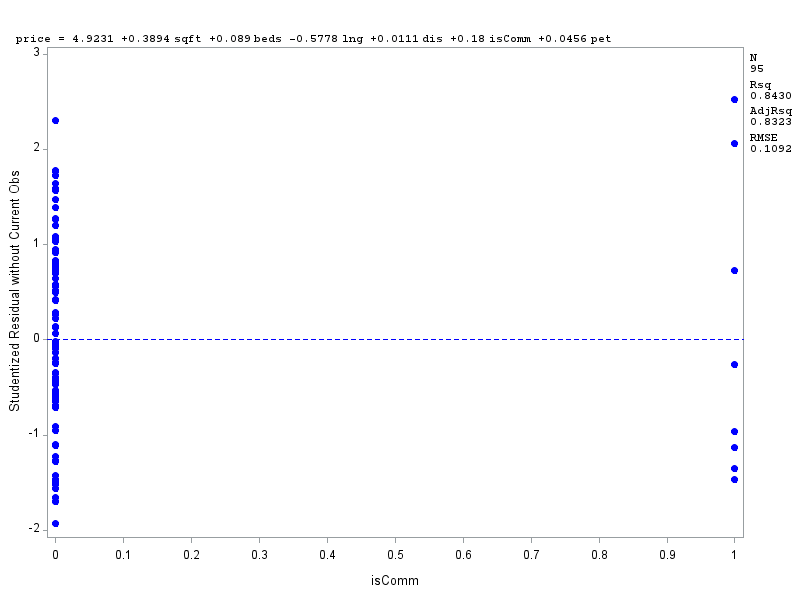 price = 4.9231 +0.3894 sqft +0.089 beds -0.5778 lng +0.0111 dis +0.18 isComm +0.0456 pet
N
95
Rsq
0.8430
AdjRsq
0.8323
RMSE
0.1092
Studentized Residual without Current Obs
3
2
1
0
-1
-2
0 0.1 0.2 0.3 0.4 0.5 0.6 0.7 0.8 0.9 1
isComm